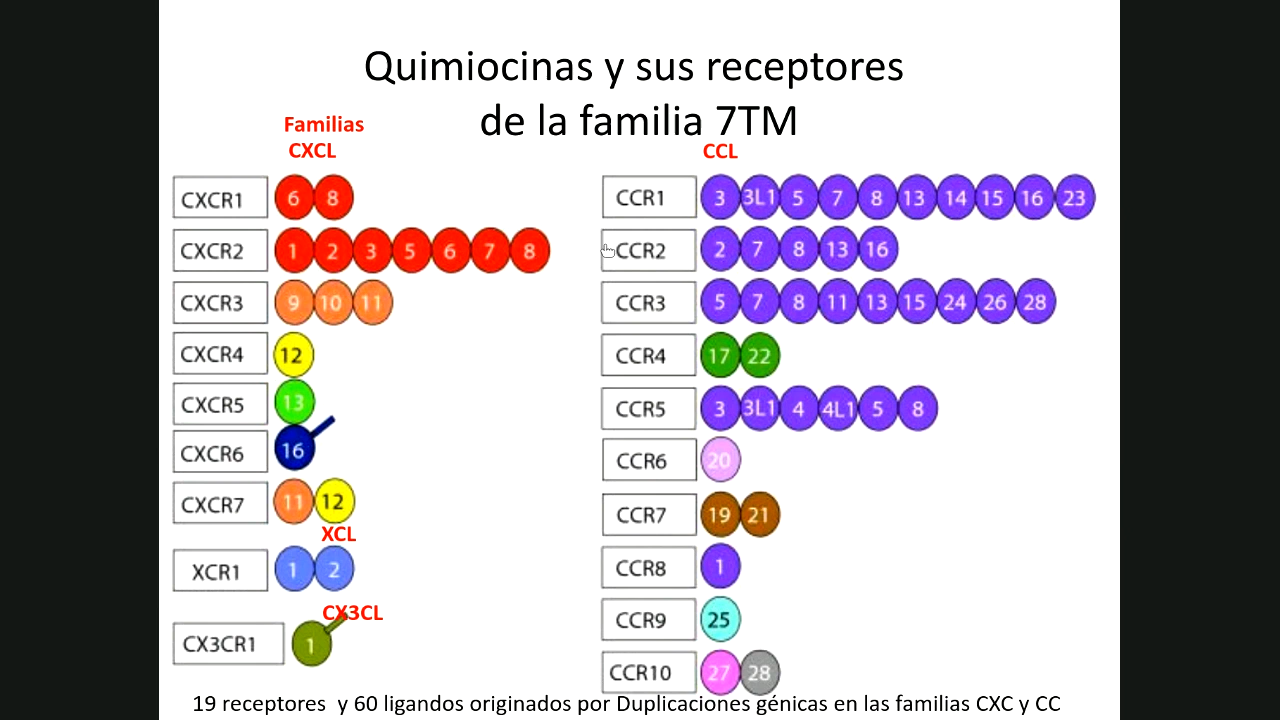 Quimiocinas y sus receptores
de la familia 7TM
Familias
CXCL
CXCR1 6 8
CXCR2 1 2 3 5 6 7 8
CXCR3 9 10 11
CXCR4 12
CXCR5 13
CXCR6 16
CXCR7 11 12
XCL
XCR1 1 2
CX3CL
CX3CR1 1
CCL
CCR1 3 3L1 5 7 8 13 14 15 16 23
CCR2 2 7 8 13 16
CCR3 5 7 8 11 13 15 24 26 28
CCR4 17 22
CCR5 3 3L1 4 4L1 5 8
CCR6 20
CCR7 19 21
CCR8 1
CCR9 25
CCR10 27 28
19 receptores y 60 ligandos originados por Duplicaciones génicas en las familias CXC y CC